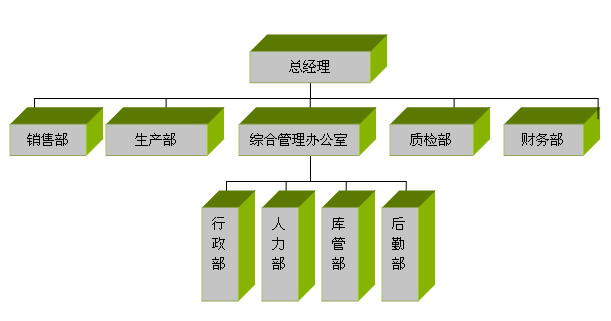 总经理
销售部
生产部
综合管理办公室
质检部
财务部
行政部
人力部
库管部
后勤部